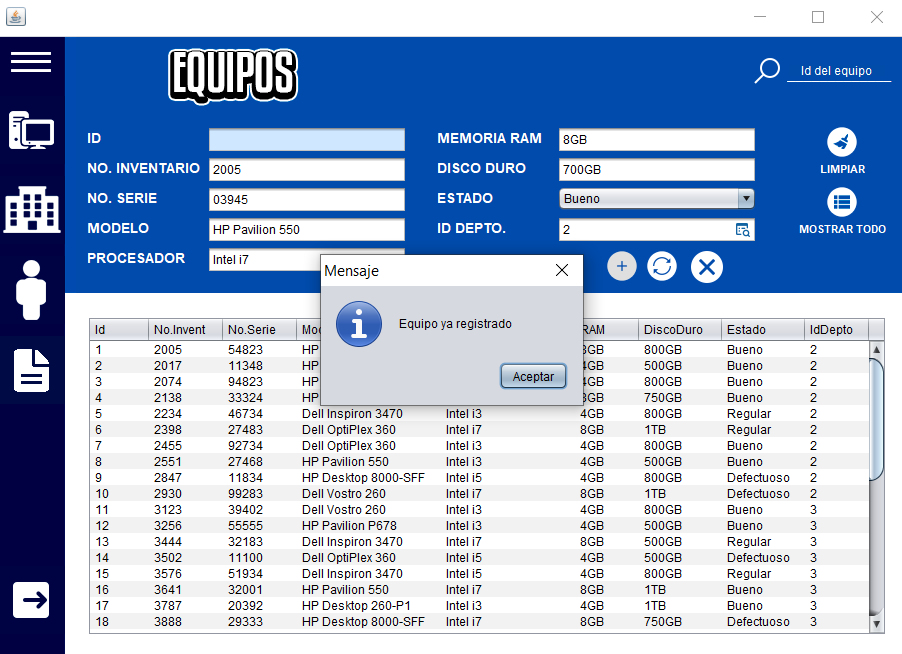 EQUIPOS
Id del equipo
ID
MEMORIA RAM 8GB
NO. INVENTARIO 2005
DISCO DURO 700GB
LIMPIAR
NO. SERIE 03945
ESTADO Bueno
MODELO HP Pavilion 550
ID DEPTO. 2
MOSTRAR TODO
PROCESADOR Intel i7
Mensaje
Equipo ya registrado
Aceptar
Id No.Invent No.Serie Mod RAM DiscoDuro Estado IdDepto
1 2005 54823 HP 8GB 800GB Bueno 2
2 2017 11348 HP 4GB 500GB Bueno 2
3 2074 94823 HP 4GB 800GB Bueno 2
4 2138 33324 HP 8GB 750GB Bueno 2
5 2234 46734 Dell Inspiron 3470 Intel i3 4GB 800GB Regular 2
6 2398 27483 Dell OptiPlex 360 Intel i7 8GB 1TB Regular 2
7 2455 92734 Dell OptiPlex 360 Intel i3 4GB 800GB Bueno 2
8 2551 27468 HP Pavilion 550 Intel i3 4GB 500GB Bueno 2
9 2847 11834 HP Desktop 8000-SFF Intel i5 4GB 800GB Defectuoso 2
10 2930 99283 Dell Vostro 260 Intel i7 8GB 1TB Defectuoso 2
11 3123 39402 Dell Vostro 260 Intel i3 4GB 800GB Bueno 3
12 3256 55555 HP Pavilion P678 Intel i3 4GB 500GB Bueno 3
13 3444 32183 Dell Inspiron 3470 Intel i7 8GB 500GB Regular 3
14 3502 11100 Dell OptiPlex 360 Intel i5 4GB 500GB Defectuoso 3
15 3576 51934 Dell Inspiron 3470 Intel i5 4GB 800GB Regular 3
16 3641 32001 HP Pavilion 550 Intel i7 8GB 1TB Bueno 3
17 3787 20392 HP Desktop 260-P1 Intel i3 4GB 1TB Bueno 3
18 3888 29333 HP Desktop 8000-SFF Intel i7 8GB 750GB Defectuoso 3